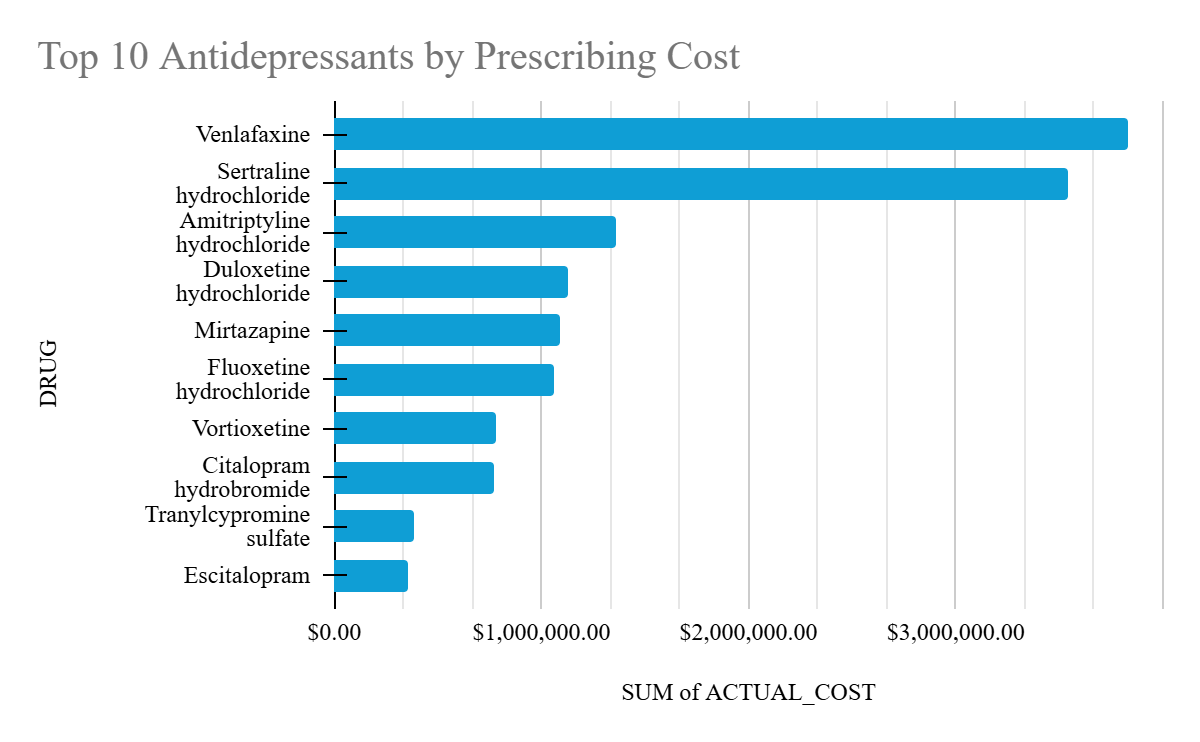 Top 10 Antidepressants by Prescribing Cost
Venlafaxine
Sertraline
hydrochloride
Amitriptyline
hydrochloride
Duloxetine
hydrochloride
Mirtazapine
Fluoxetine
hydrochloride
Vortioxetine
Citalopram
hydrobromide
Tranylcypromine
sulfate
Escitalopram
DRUG
$0.00 $1,000,000.00 $2,000,000.00 $3,000,000.00
SUM of ACTUAL_COST